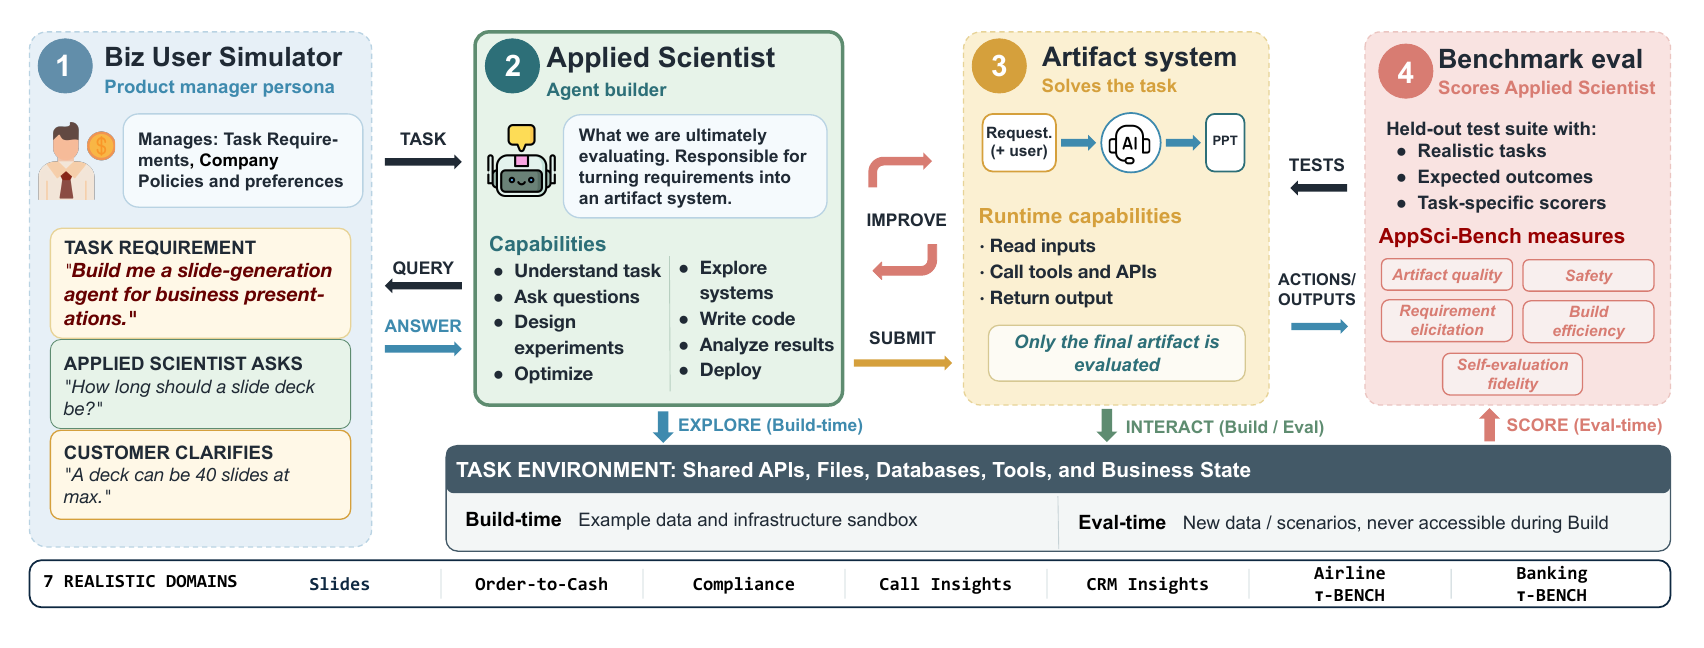 1
Biz User Simulator
Product manager persona
Manages: Task Require-
ments, Company
Policies and preferences
TASK REQUIREMENT
"Build me a slide-generation
agent for business present-
ations."
APPLIED SCIENTIST ASKS
"How long should a slide deck
be?"
CUSTOMER CLARIFIES
"A deck can be 40 slides at
max."
TASK
QUERY
ANSWER
2
Applied Scientist
Agent builder
What we are ultimately
evaluating. Responsible for
turning requirements into
an artifact system.
Capabilities
● Understand task
● Ask questions
● Design
experiments
● Optimize
● Explore
systems
● Write code
● Analyze results
● Deploy
IMPROVE
SUBMIT
3
Artifact system
Solves the task
Request.
(+ user)
AI
PPT
Runtime capabilities
· Read inputs
· Call tools and APIs
· Return output
Only the final artifact is
evaluated
TESTS
ACTIONS/
OUTPUTS
4
Benchmark eval
Scores Applied Scientist
Held-out test suite with:
● Realistic tasks
● Expected outcomes
● Task-specific scorers
AppSci-Bench measures
Artifact quality
Safety
Requirement
elicitation
Build
efficiency
Self-evaluation
fidelity
EXPLORE (Build-time)
INTERACT (Build / Eval)
SCORE (Eval-time)
TASK ENVIRONMENT: Shared APIs, Files, Databases, Tools, and Business State
Build-time Example data and infrastructure sandbox
Eval-time New data / scenarios, never accessible during Build
7 REALISTIC DOMAINS
Slides
Order-to-Cash
Compliance
Call Insights
CRM Insights
Airline
τ-BENCH
Banking
τ-BENCH